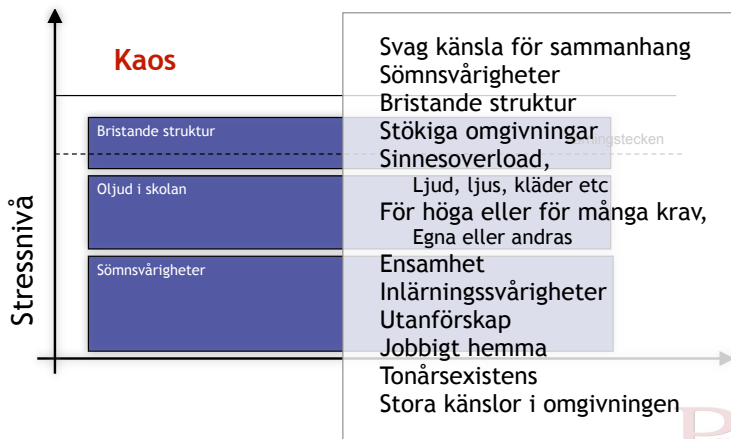 Kaos
Stressnivå
Bristande struktur
Oljud i skolan
Sömnsvårigheter
Svag känsla för sammanhang
Sömnsvårigheter
Bristande struktur
Stökiga omgivningar
Sinnesoverload,
Ljud, ljus, kläder etc
För höga eller för många krav,
Egna eller andras
Ensamhet
Inlärningssvårigheter
Utanförskap
Jobbigt hemma
Tonårsexistens
Stora känslor i omgivningen